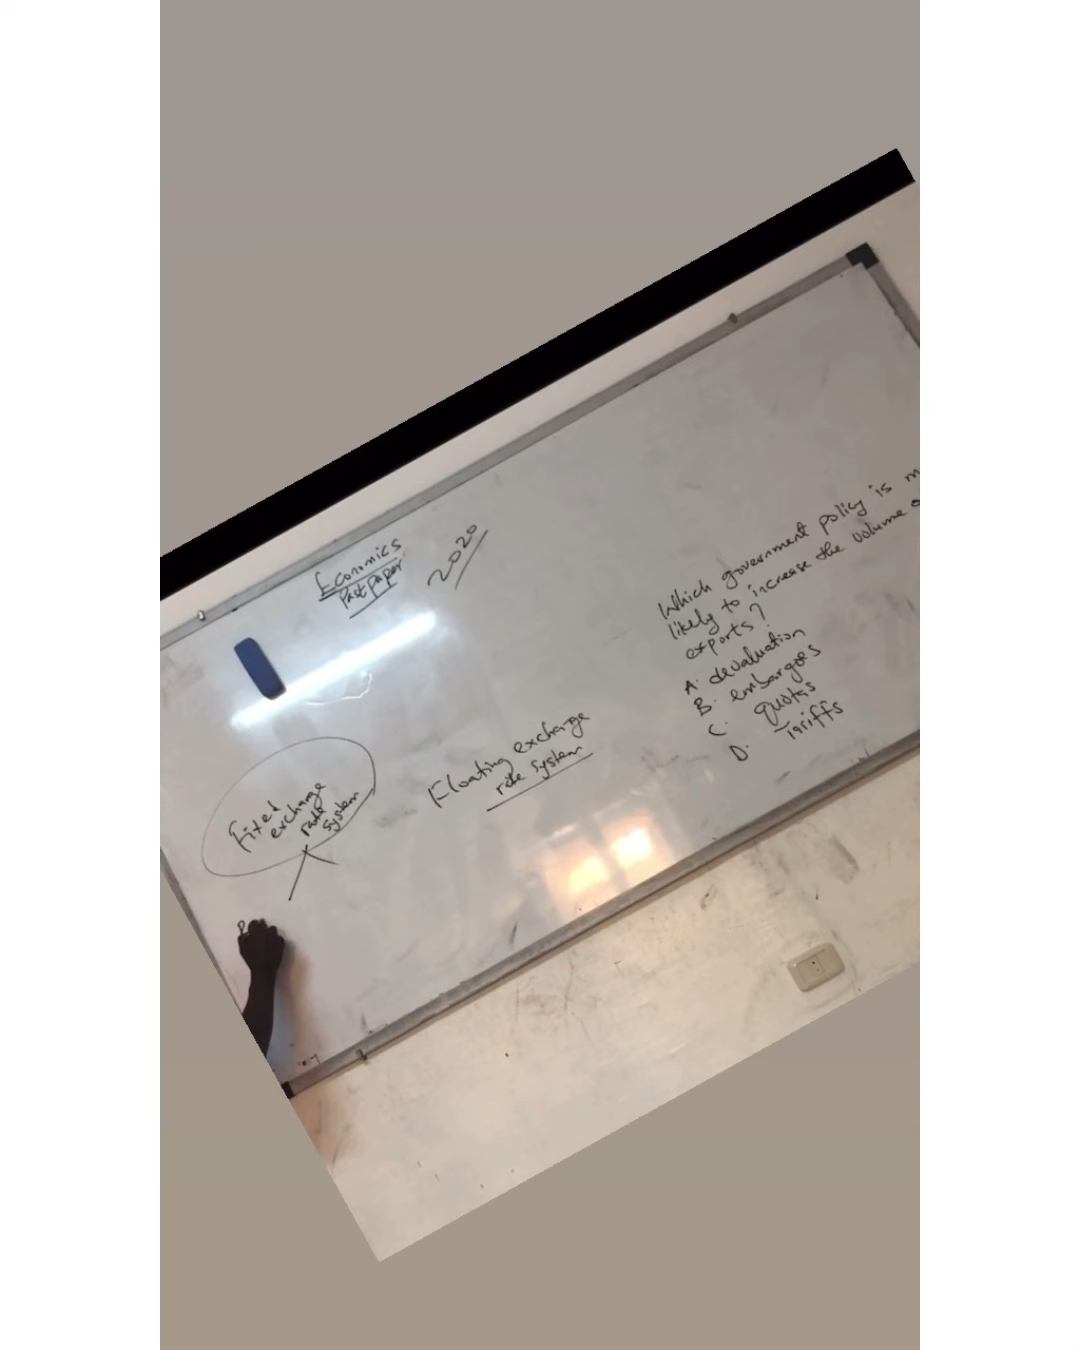 Economics
Past paper
2020
Fixed
exchange
rate
system
Floating exchange
rate system
Which government policy is m
likely to increase the volume o
exports?
A. devaluation
B. embargoes
C. quotas
D. Tariffs